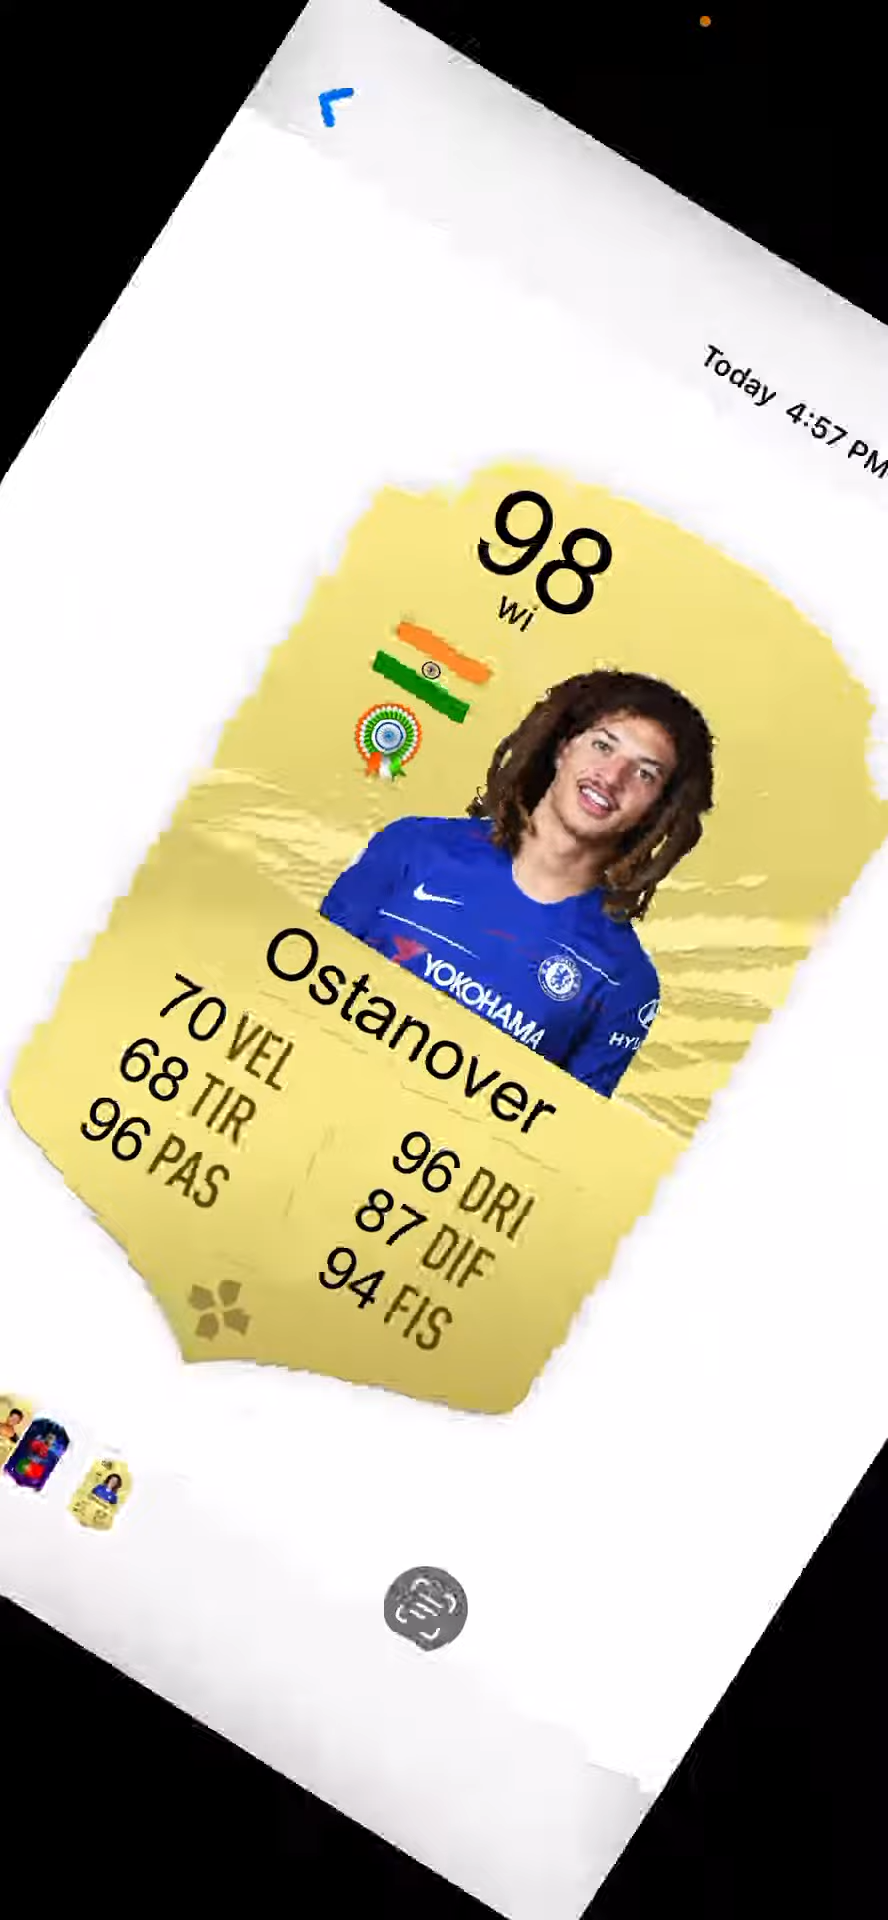 Today 4:57 PM
98
wi
YOKOHAMA
HYU
Ostanover
70 VEL
68 TIR
96 PAS
96 DRI
87 DIF
94 FIS